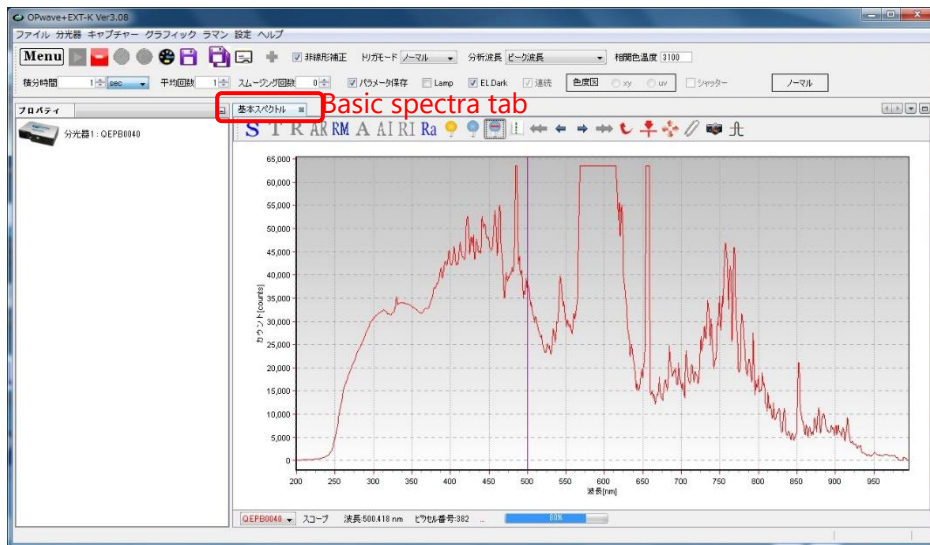 OPwave+EXT-K Ver3.08
ファイル 分光器 キャプチャー グラフィック ラマン 設定 ヘルプ
Menu 非線形補正 トリガモード ノーマル 分析波長 ピーク波長 相関色温度 3100
積分時間 1 sec 平均回数 1 スムージング回数 0 パラメータ保存 Lamp EL.Dark 連続 色度図 xy uv シャッター ノーマル
プロパティ
基本スペクトル
Basic spectra tab
分光器1:QEPB0040
S T R AR RM A AI RI Ra
65,000
60,000
55,000
50,000
45,000
40,000
35,000
30,000
25,000
20,000
15,000
10,000
5,000
0
カウント[counts]
200 250 300 350 400 450 500 550 600 650 700 750 800 850 900 950
波長[nm]
QEPB0040 スコープ 波長:500.418 nm ピクセル番号:382 ...